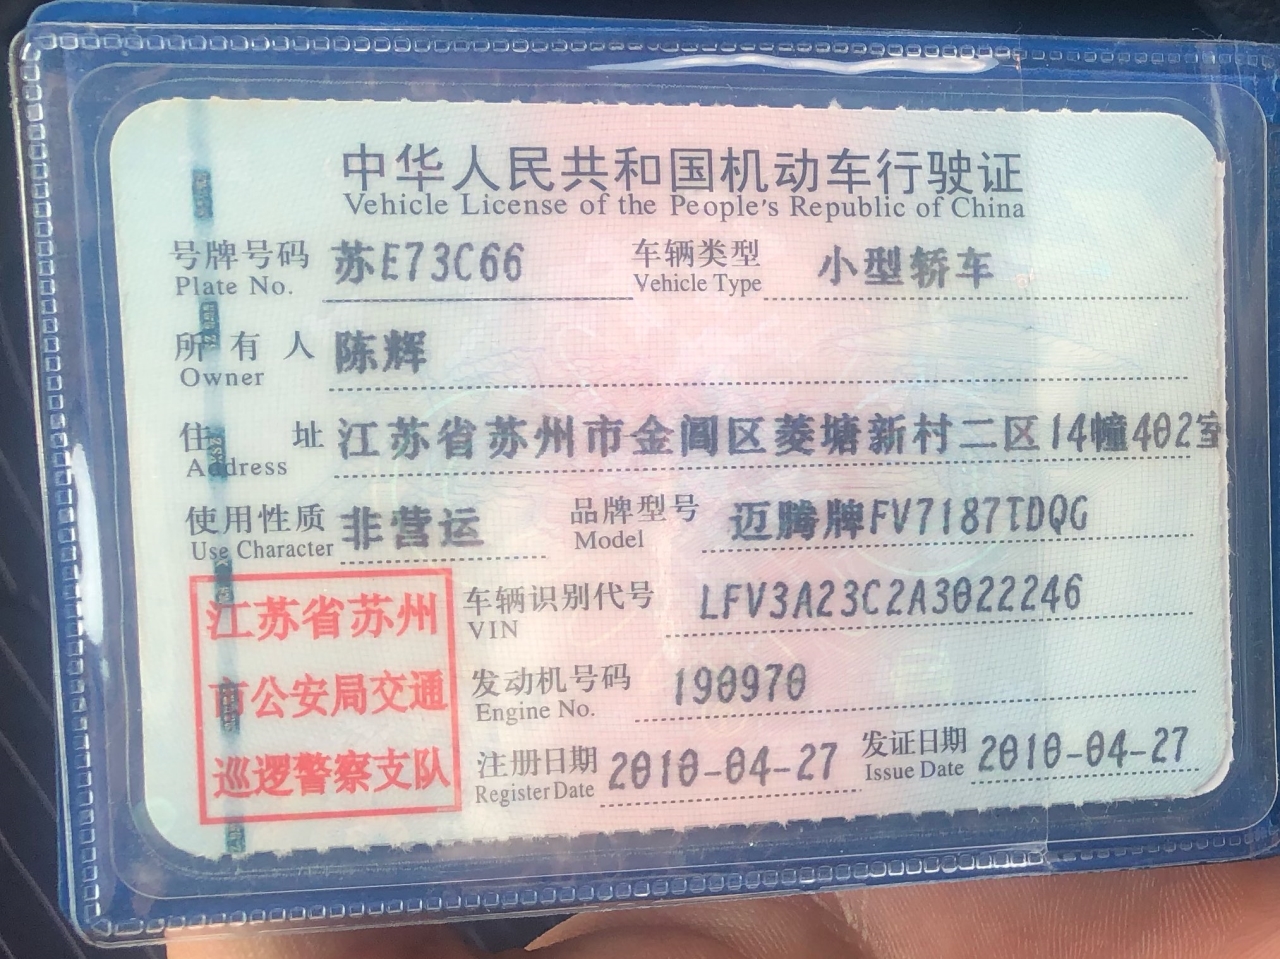 中华人民共和国机动车行驶证
Vehicle License of the People's Republic of China
号牌号码 苏E73C66 车辆类型 小型轿车
Plate No. Vehicle Type
所有人 陈辉
Owner
住址 江苏省苏州市金阊区菱塘新村二区14幢402室
Address
使用性质 非营运 品牌型号 迈腾牌FV7187TDQG
Use Character Model
江苏省苏州
市公安局交通
巡逻警察支队
车辆识别代号 LFV3A23C2A3022246
VIN
发动机号码 190970
Engine No.
注册日期 2010-04-27 发证日期 2010-04-27
Register Date Issue Date